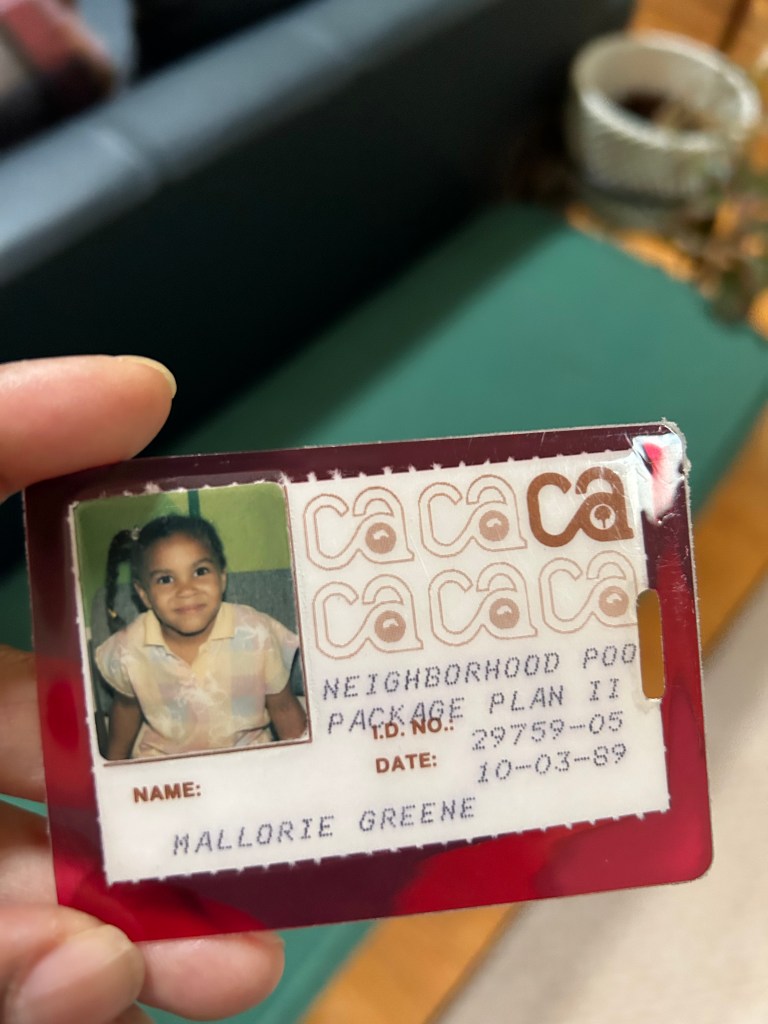 ca ca ca
ca ca ca
NEIGHBORHOOD POO
PACKAGE PLAN II
I.D. NO.: 29759-05
DATE: 10-03-89
NAME:
MALLORIE GREENE